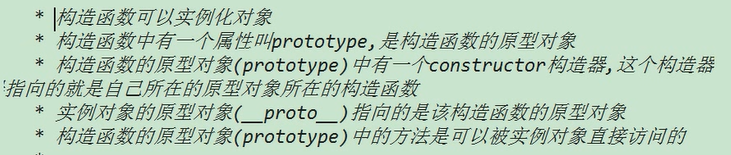 * 构造函数可以实例化对象
* 构造函数中有一个属性叫prototype,是构造函数的原型对象
* 构造函数的原型对象(prototype)中有一个constructor构造器,这个构造器
指向的就是自己所在的原型对象所在的构造函数
* 实例对象的原型对象(__proto__)指向的是该构造函数的原型对象
* 构造函数的原型对象(prototype)中的方法是可以被实例对象直接访问的